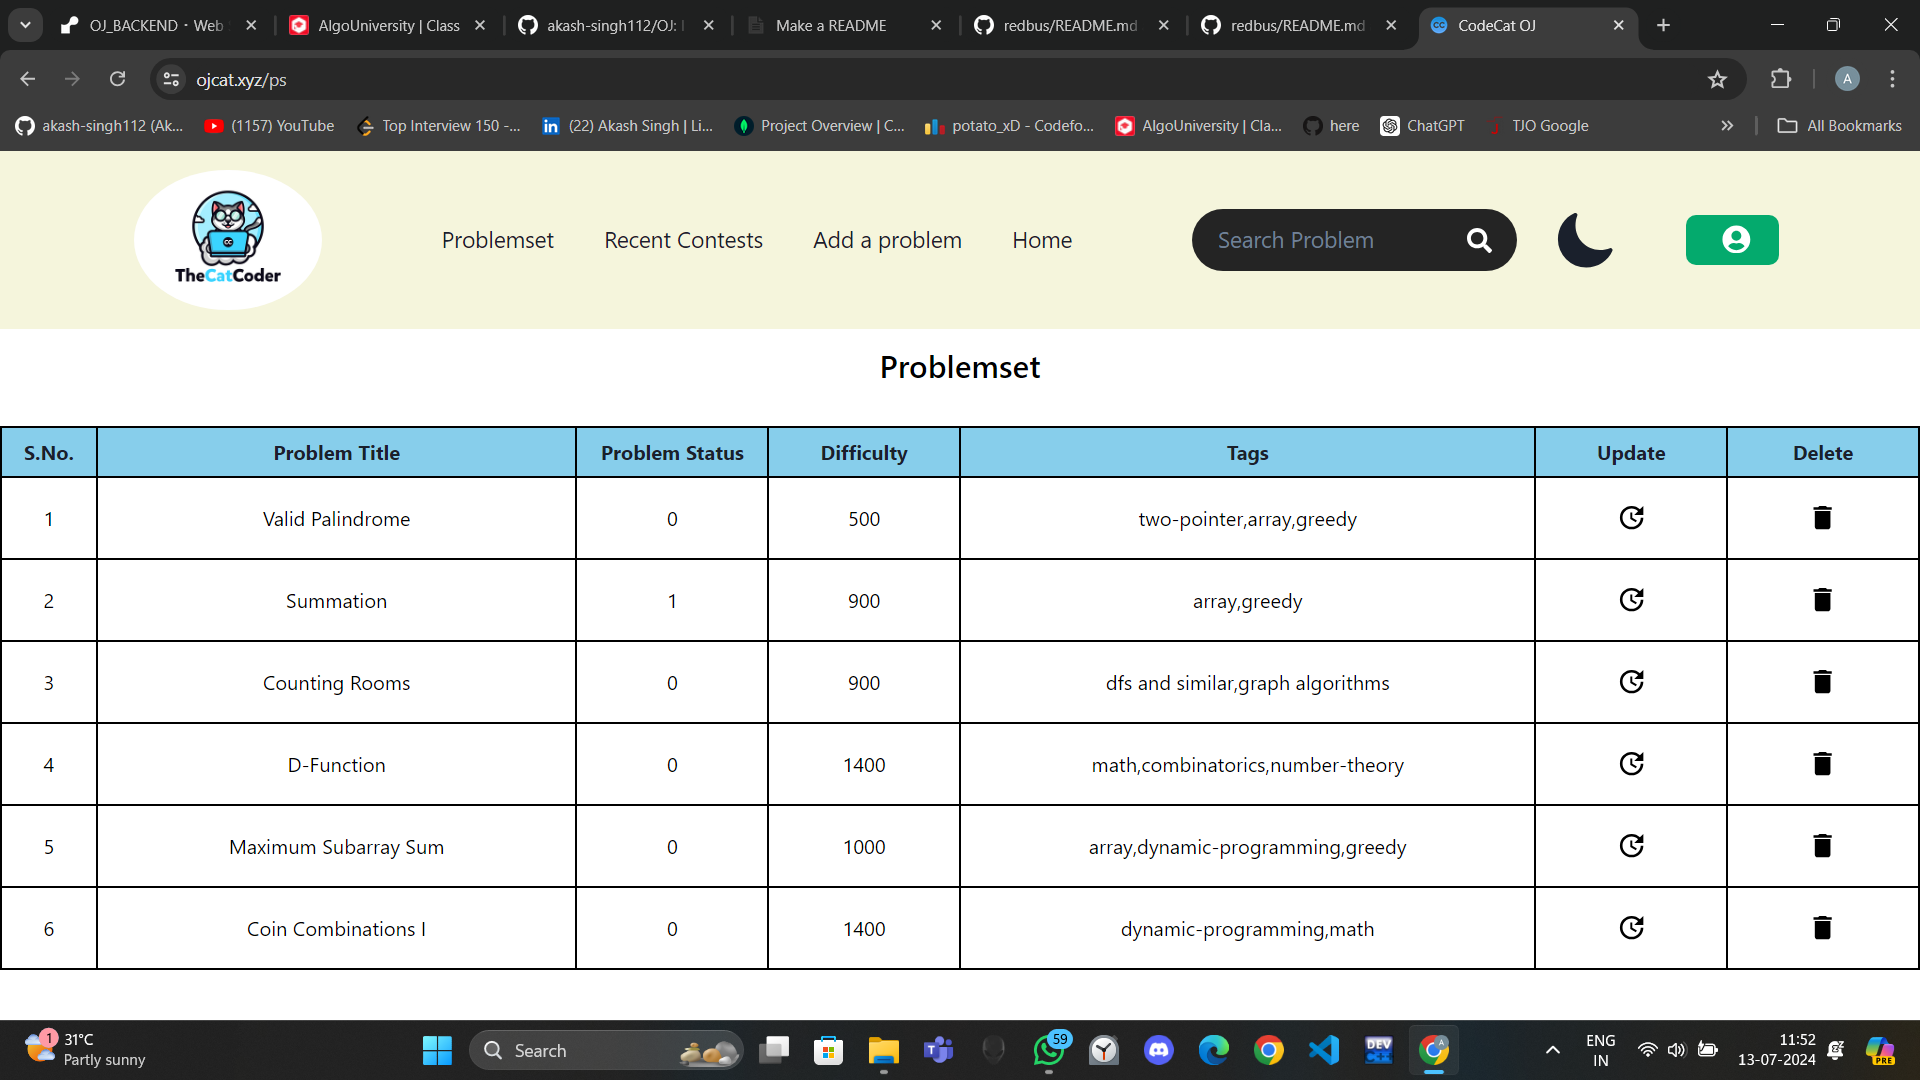 OJ_BACKEND · Web
AlgoUniversity | Class
akash-singh112/OJ:
Make a README
redbus/README.md
redbus/README.md
CodeCat OJ
ojcat.xyz/ps
A
akash-singh112 (Ak...
(1157) YouTube
Top Interview 150 -...
(22) Akash Singh | Li...
Project Overview | C...
potato_xD - Codefo...
AlgoUniversity | Cla...
here
ChatGPT
TJO Google
All Bookmarks
TheCatCoder
Problemset
Recent Contests
Add a problem
Home
Search Problem
Problemset
S.No. Problem Title Problem Status Difficulty Tags Update Delete
1 Valid Palindrome 0 500 two-pointer,array,greedy
2 Summation 1 900 array,greedy
3 Counting Rooms 0 900 dfs and similar,graph algorithms
4 D-Function 0 1400 math,combinatorics,number-theory
5 Maximum Subarray Sum 0 1000 array,dynamic-programming,greedy
6 Coin Combinations I 0 1400 dynamic-programming,math
1
31°C
Partly sunny
Search
59
DEV
ENG
IN
11:52
13-07-2024
PRE